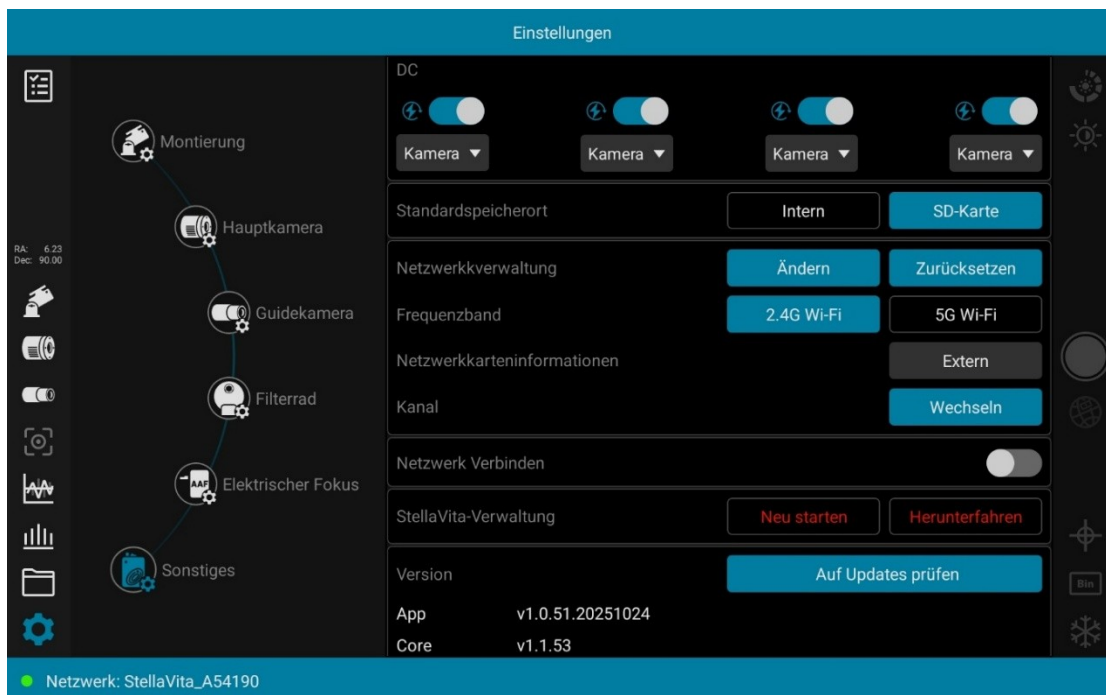 Einstellungen
DC
Kamera Kamera Kamera Kamera
Montierung
Hauptkamera
Guidekamera
Filterrad
AAF
Elektrischer Fokus
Sonstiges
RA: 6.23
Dec: 90.00
Standardspeicherort Intern SD-Karte
Netzwerkkverwaltung Ändern Zurücksetzen
Frequenzband 2.4G Wi-Fi 5G Wi-Fi
Netzwerkkarteninformationen Extern
Kanal Wechseln
Netzwerk Verbinden
StellaVita-Verwaltung Neu starten Herunterfahren
Version Auf Updates prüfen
App v1.0.51.20251024
Core v1.1.53
Bin
Netzwerk: StellaVita_A54190